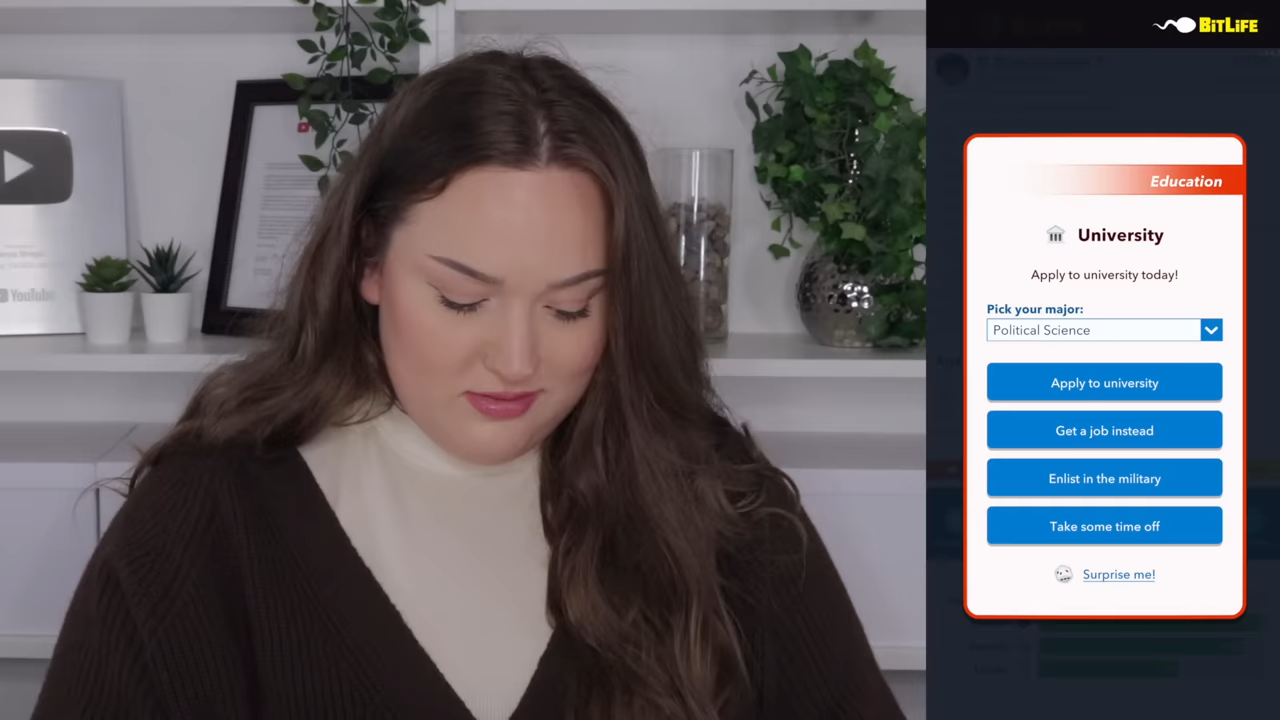 BITLIFE
Education
University
Apply to university today!
Pick your major:
Political Science
Apply to university
Get a job instead
Enlist in the military
Take some time off
Surprise me!
YouTube